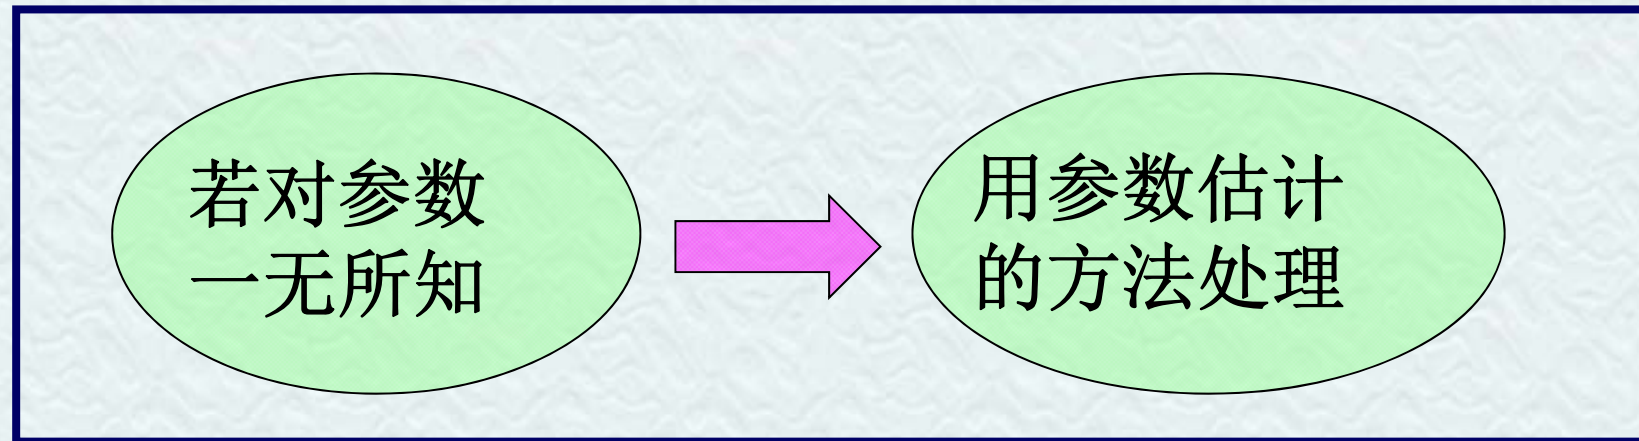 若对参数
一无所知
用参数估计
的方法处理